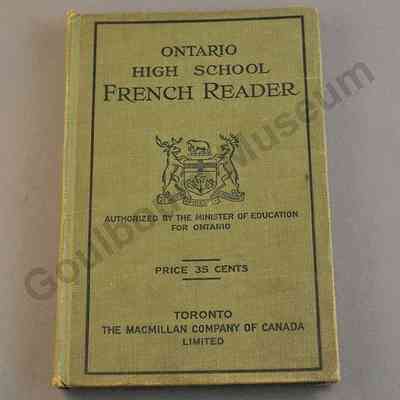 ONTARIO
HIGH SCHOOL
FRENCH READER
AUTHORIZED BY THE MINISTER OF EDUCATION
FOR ONTARIO
PRICE 35 CENTS
TORONTO
THE MACMILLAN COMPANY OF CANADA
LIMITED
Museum